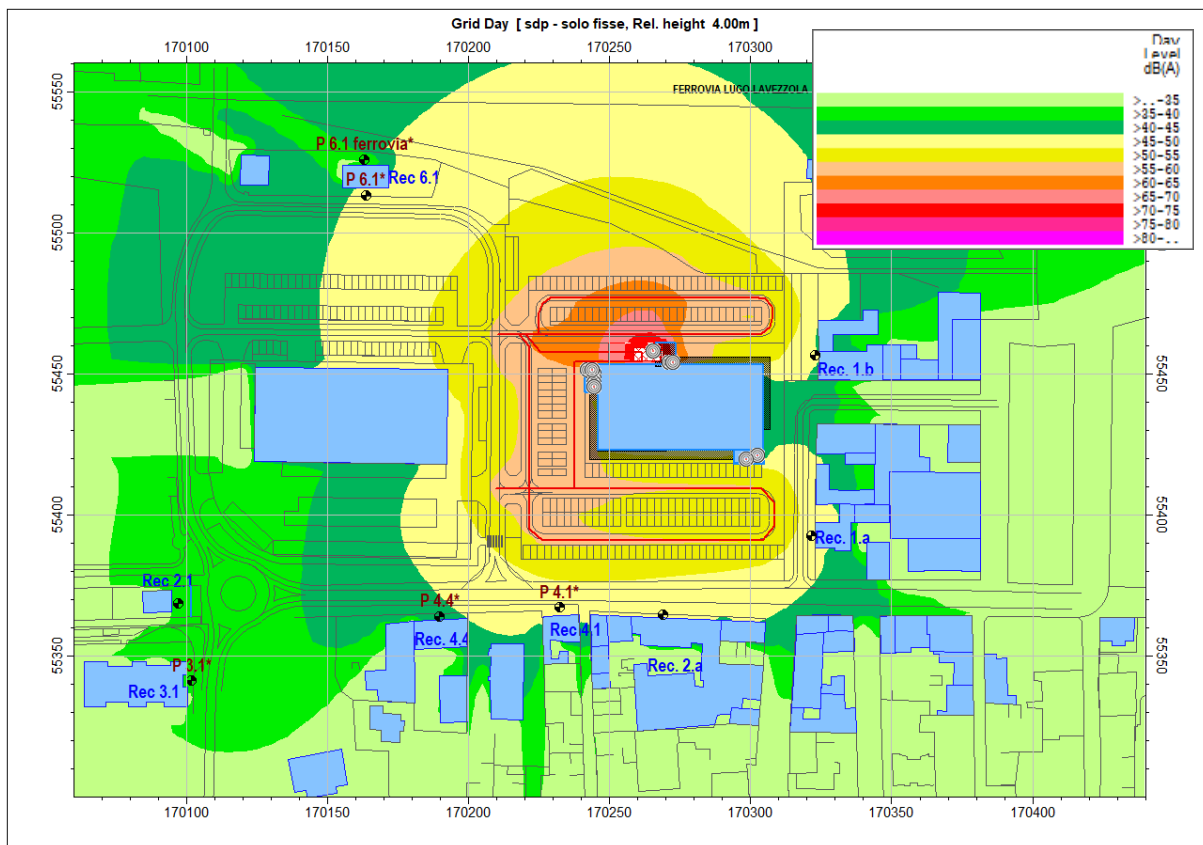 Grid Day [ sdp - solo fisse, Rel. height 4.00m ]
170100 170150 170200 170250 170300
Day
Level
dB(A)
>..-35
>35-40
>40-45
>45-50
>50-55
>55-60
>60-65
>65-70
>70-75
>75-80
>80-..
55550
FERROVIA LUGO-LAVEZZOLA
P 6.1 ferrovia*
P 6.1* Rec 6.1
55500
55450 55450
Rec. 1.b
55400 55400
Rec. 1.a
Rec 2.1
P 4.4* P 4.1*
Rec. 4.4 Rec 4.1
55350 55350
P 3.1* Rec. 2.a
Rec 3.1
170100 170150 170200 170250 170300 170350 170400